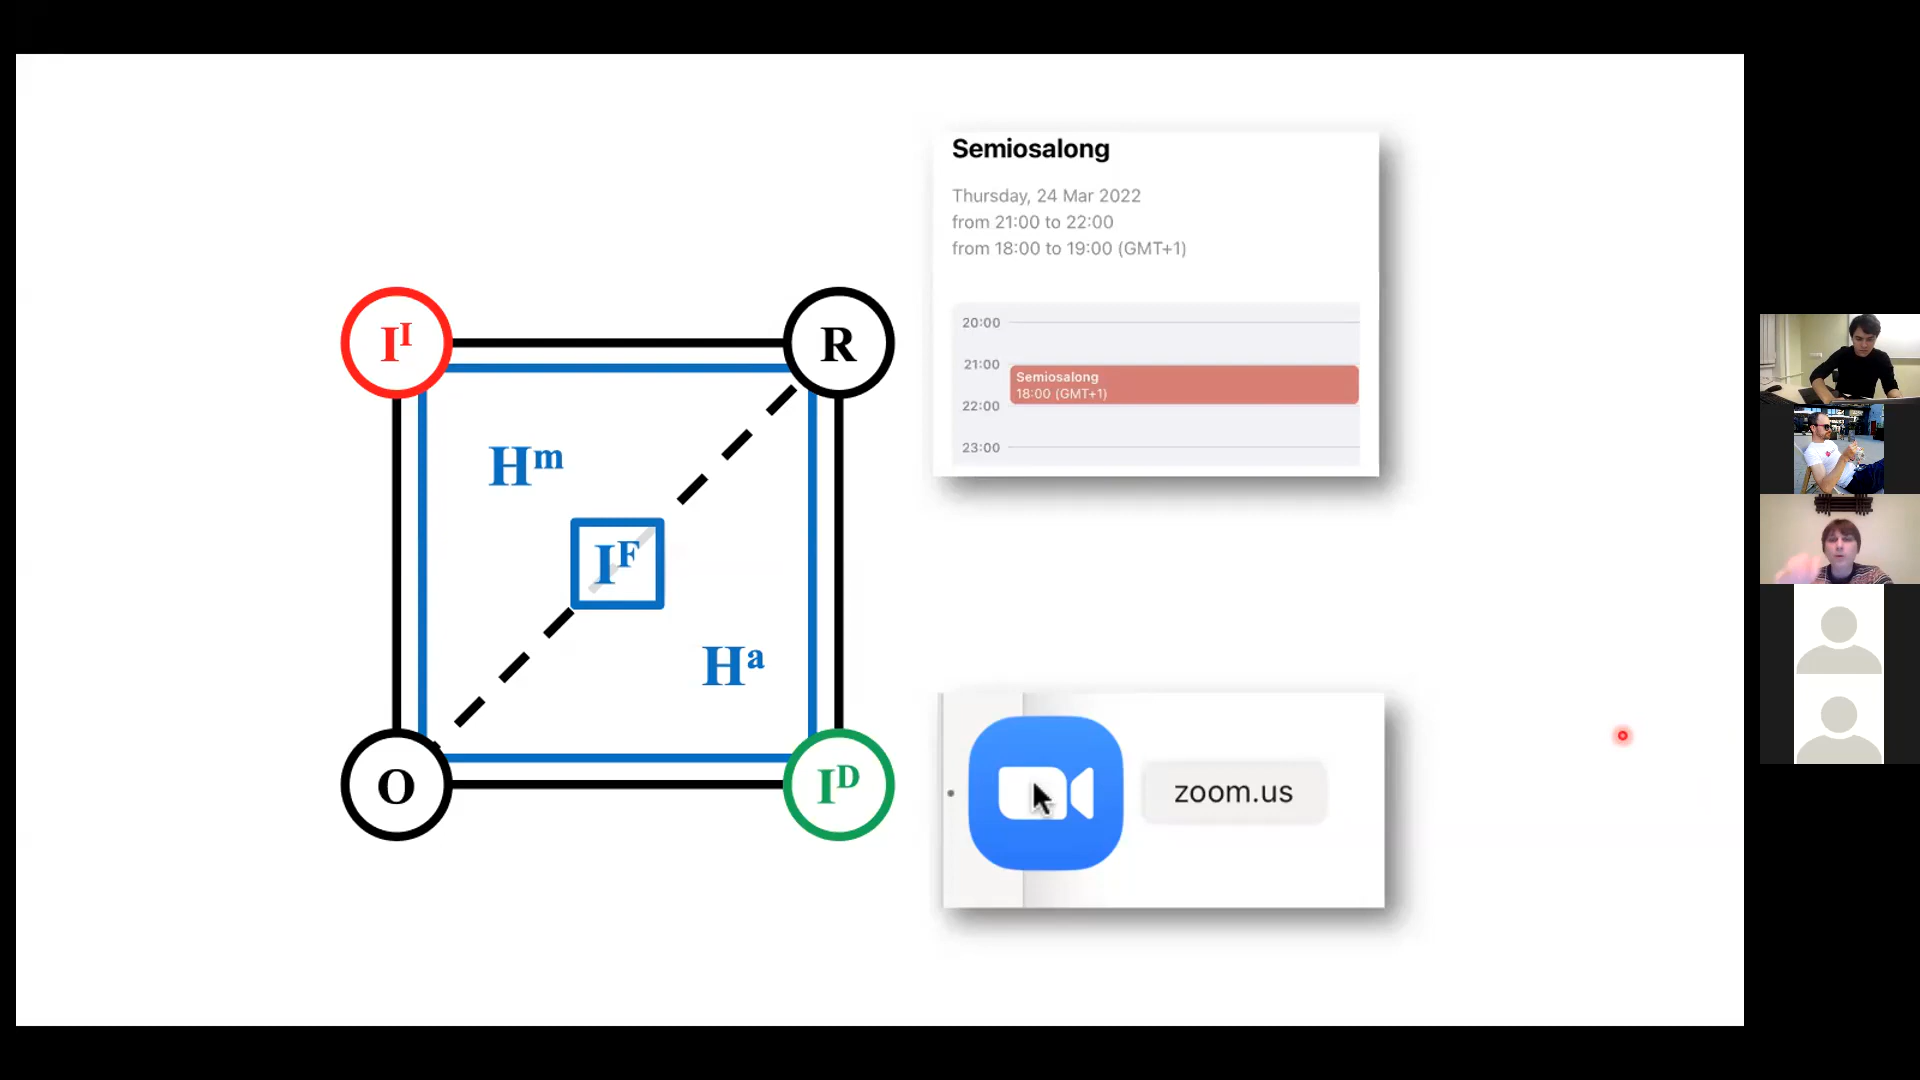 Semiosalong
Thursday, 24 Mar 2022
from 21:00 to 22:00
from 18:00 to 19:00 (GMT+1)
20:00
21:00
Semiosalong
18:00 (GMT+1)
22:00
23:00
I^I
R
H^m
I^F
H^a
O
I^D
zoom.us